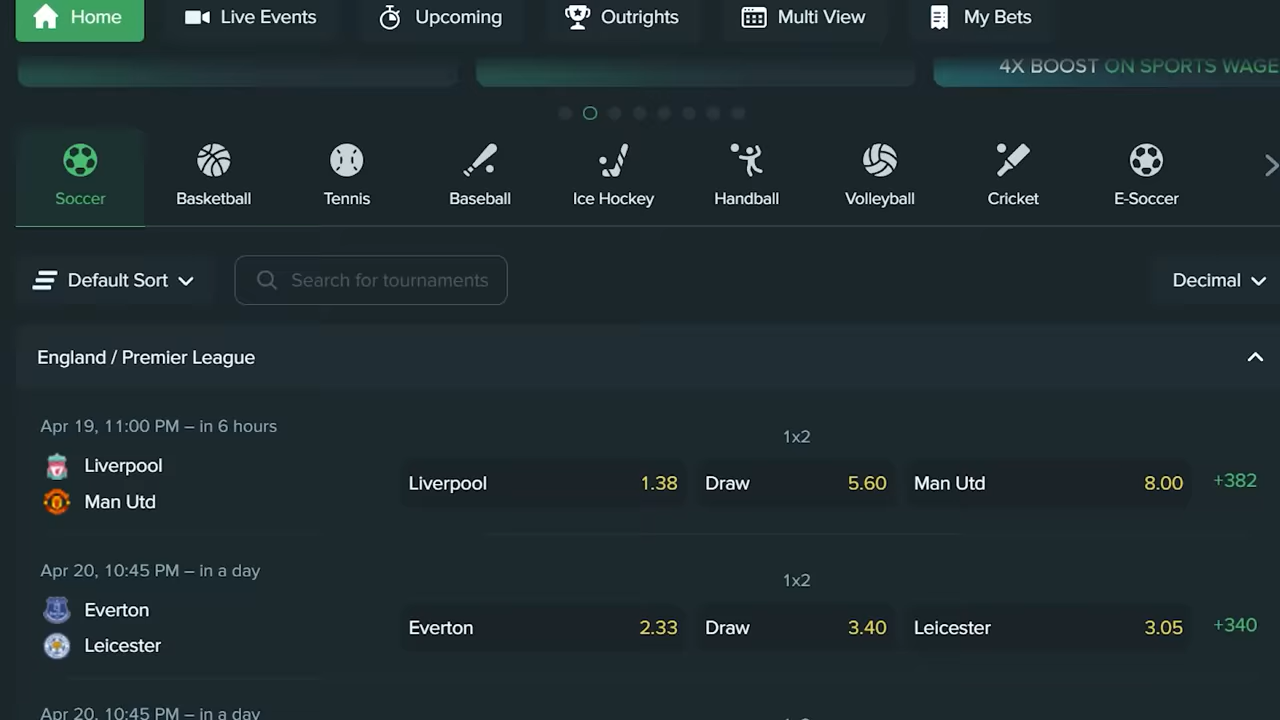 Home Live Events Upcoming Outrights Multi View My Bets
4X BOOST ON SPORTS WAGE
Soccer Basketball Tennis Baseball Ice Hockey Handball Volleyball Cricket E-Soccer
Default Sort Search for tournaments Decimal
England / Premier League
Apr 19, 11:00 PM – in 6 hours
1x2
Liverpool
Man Utd
Liverpool 1.38 Draw 5.60 Man Utd 8.00 +382
Apr 20, 10:45 PM – in a day
1x2
Everton
Leicester
Everton 2.33 Draw 3.40 Leicester 3.05 +340
Apr 20, 10:45 PM – in a day